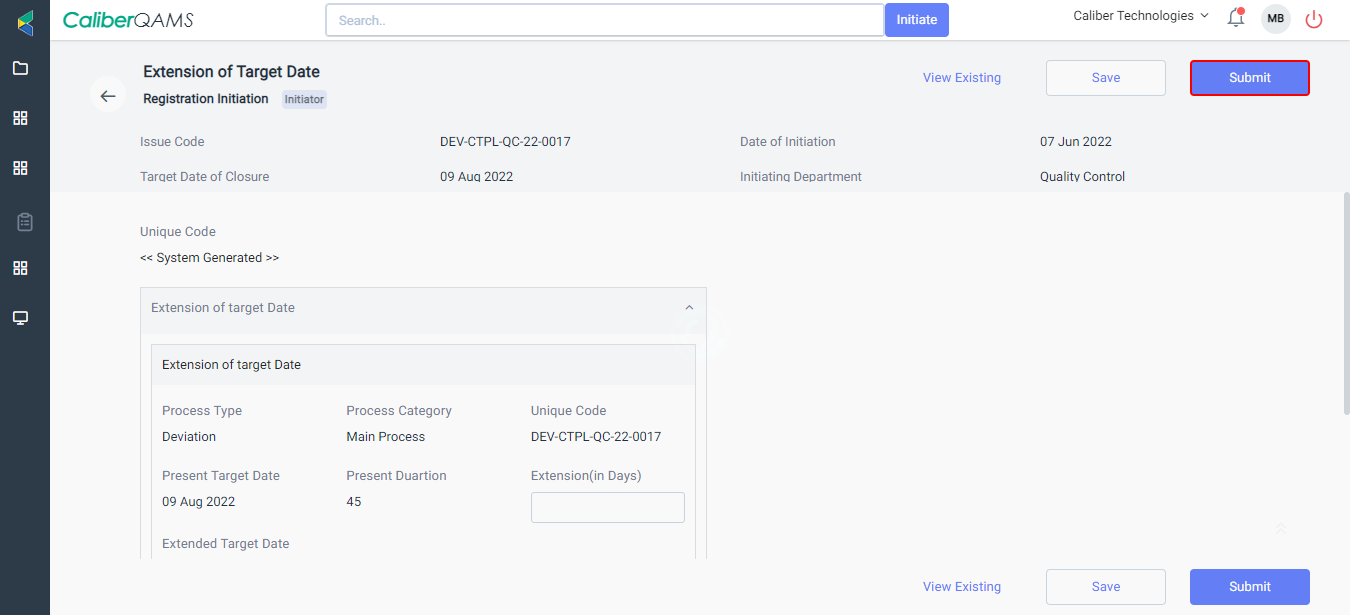 CaliberQAMS
Search..
Initiate
Caliber Technologies
MB
Extension of Target Date
Registration Initiation Initiator
View Existing
Save
Submit
Issue Code DEV-CTPL-QC-22-0017 Date of Initiation 07 Jun 2022
Target Date of Closure 09 Aug 2022 Initiating Department Quality Control
Unique Code
<< System Generated >>
Extension of target Date
Extension of target Date
Process Type Process Category Unique Code
Deviation Main Process DEV-CTPL-QC-22-0017
Present Target Date Present Duartion Extension(in Days)
09 Aug 2022 45
Extended Target Date
View Existing Save Submit